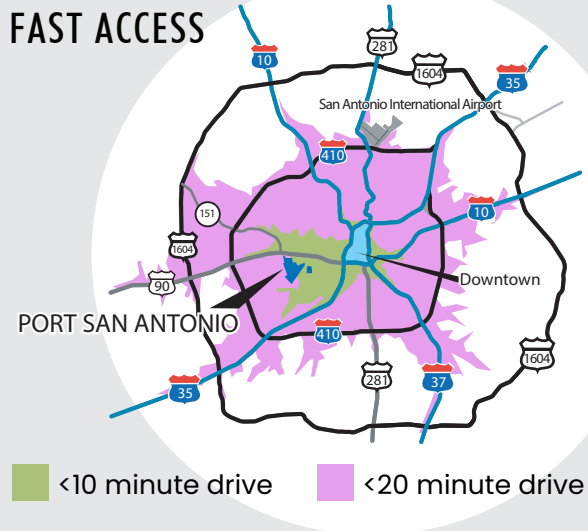 FAST ACCESS
281
10
1604
35
San Antonio International Airport
410
10
151
1604
90
Downtown
PORT SAN ANTONIO
410
1604
281
37
35
<10 minute drive
<20 minute drive